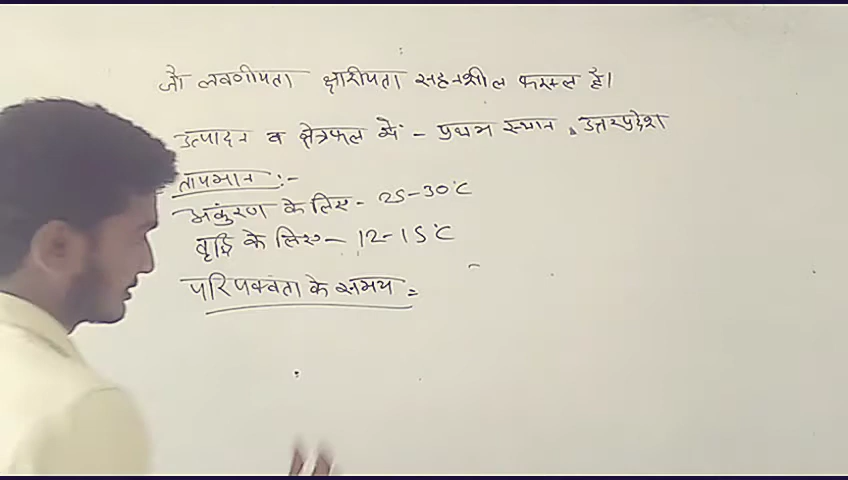 जौ लवणीयता क्षारीयता सहनशील फसल है।
उत्पादन व क्षेत्रफल में - प्रथम स्थान उत्तरप्रदेश
तापमान :-
अकुंरण के लिए - 25-30°C
वृद्धि के लिए - 12-15°C
परिपक्वता के समय =